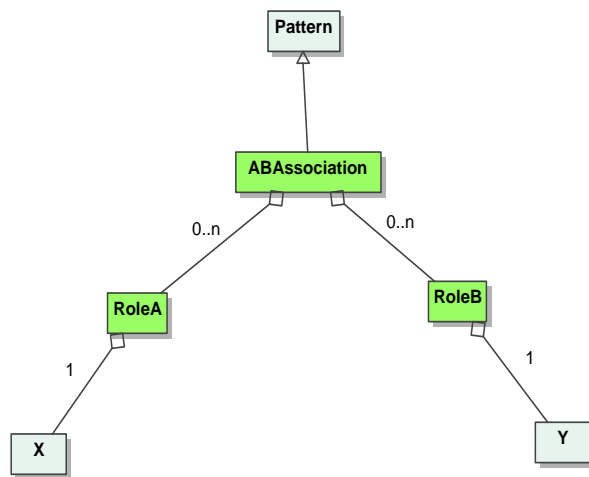 Pattern
ABAssociation
0..n
0..n
RoleA
RoleB
1
1
X
Y